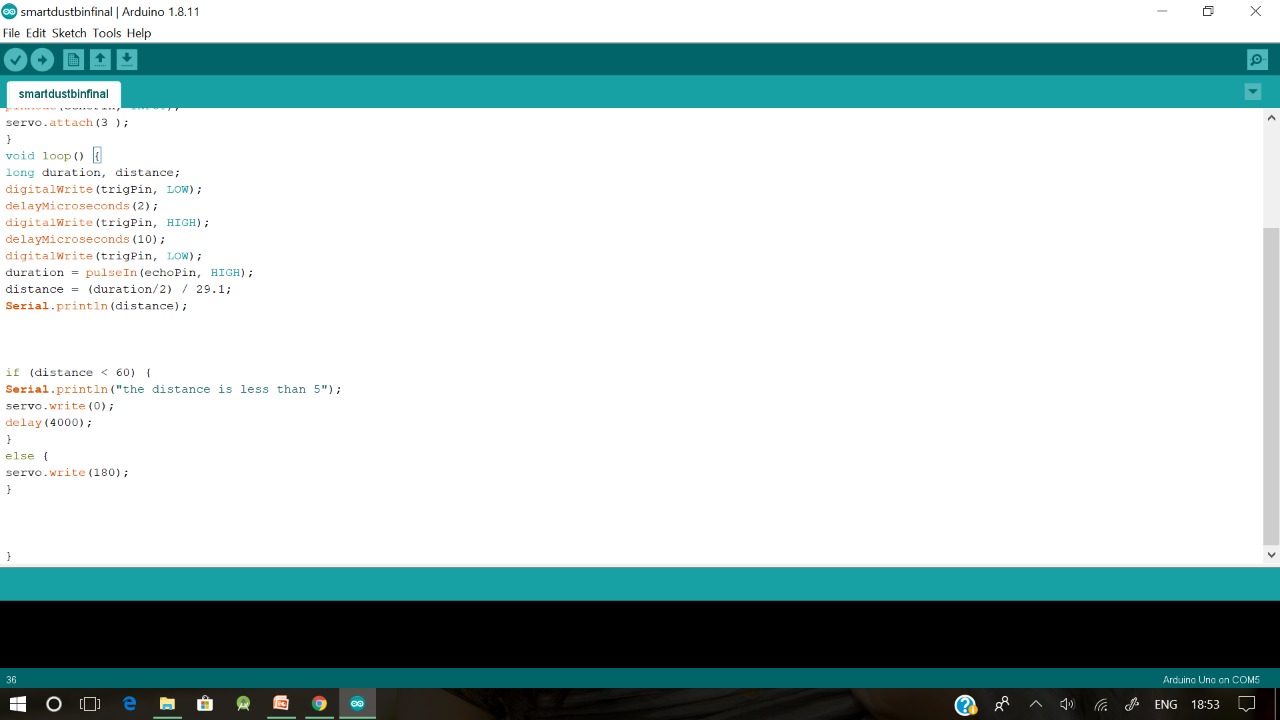 smartdustbinfinal | Arduino 1.8.11
File Edit Sketch Tools Help
smartdustbinfinal
servo.attach(3 );
}
void loop() {
long duration, distance;
digitalWrite(trigPin, LOW);
delayMicroseconds(2);
digitalWrite(trigPin, HIGH);
delayMicroseconds(10);
digitalWrite(trigPin, LOW);
duration = pulseIn(echoPin, HIGH);
distance = (duration/2) / 29.1;
Serial.println(distance);
if (distance < 60) {
Serial.println("the distance is less than 5");
servo.write(0);
delay(4000);
}
else {
servo.write(180);
}
}
36
Arduino Uno on COM5
ENG 18:53